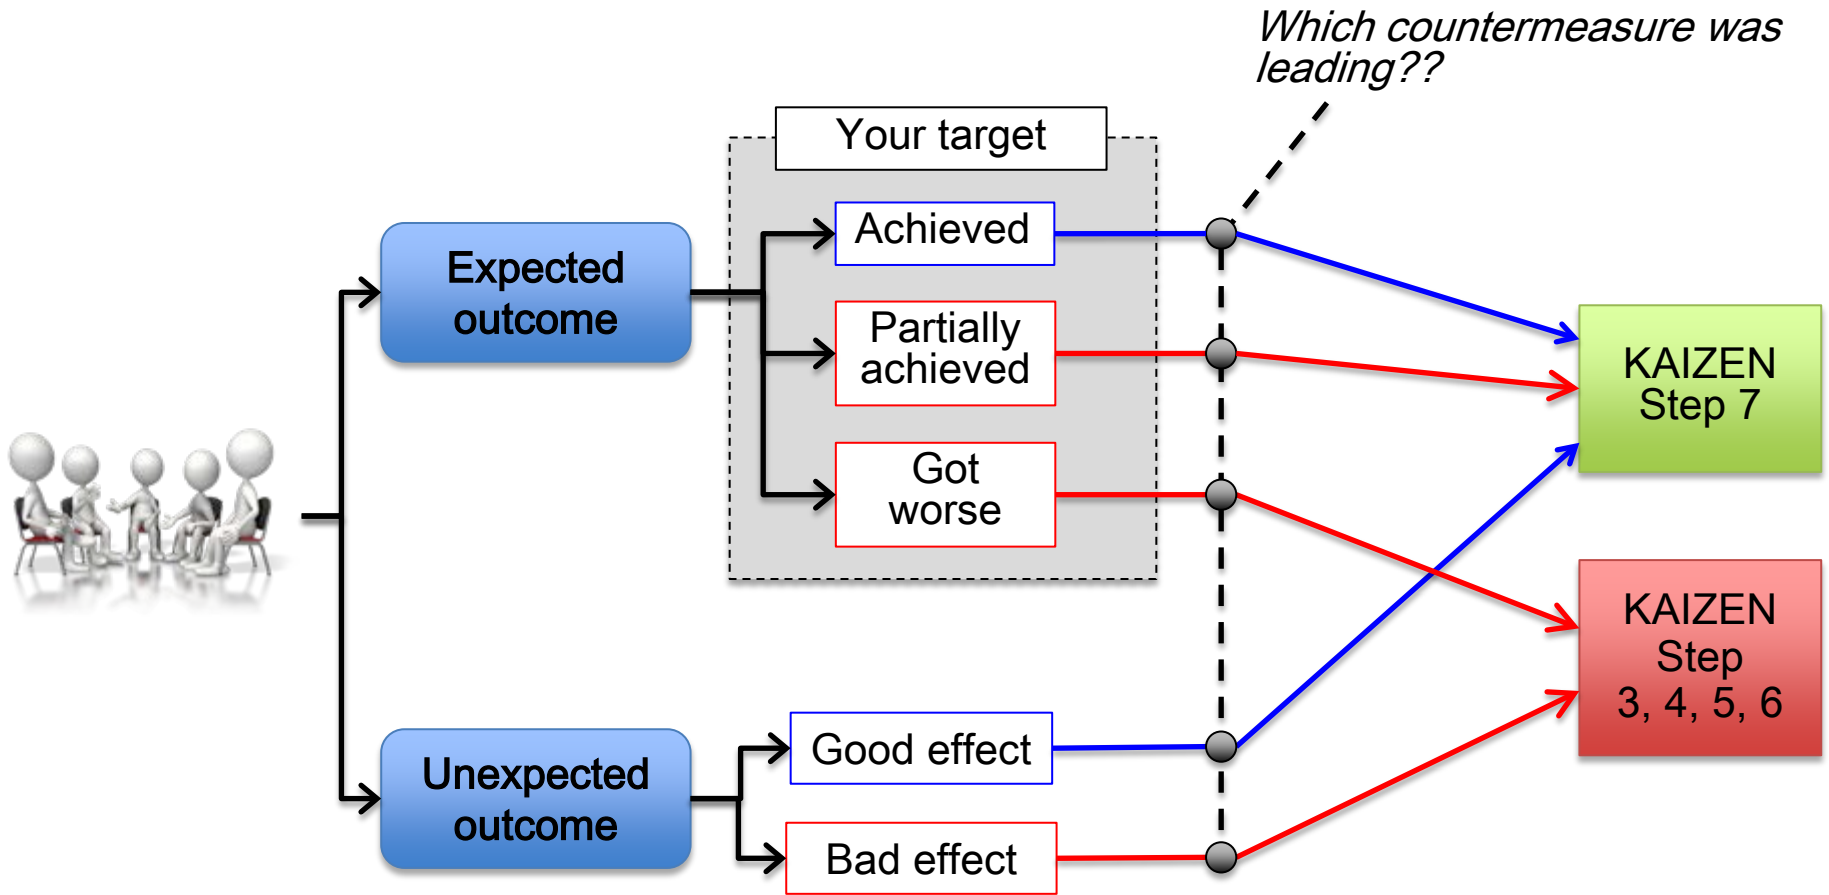 Which countermeasure was
leading??
Your target
Achieved
Expected
outcome
Partially
achieved
KAIZEN
Step 7
Got
worse
KAIZEN
Step
3, 4, 5, 6
Good effect
Unexpected
outcome
Bad effect